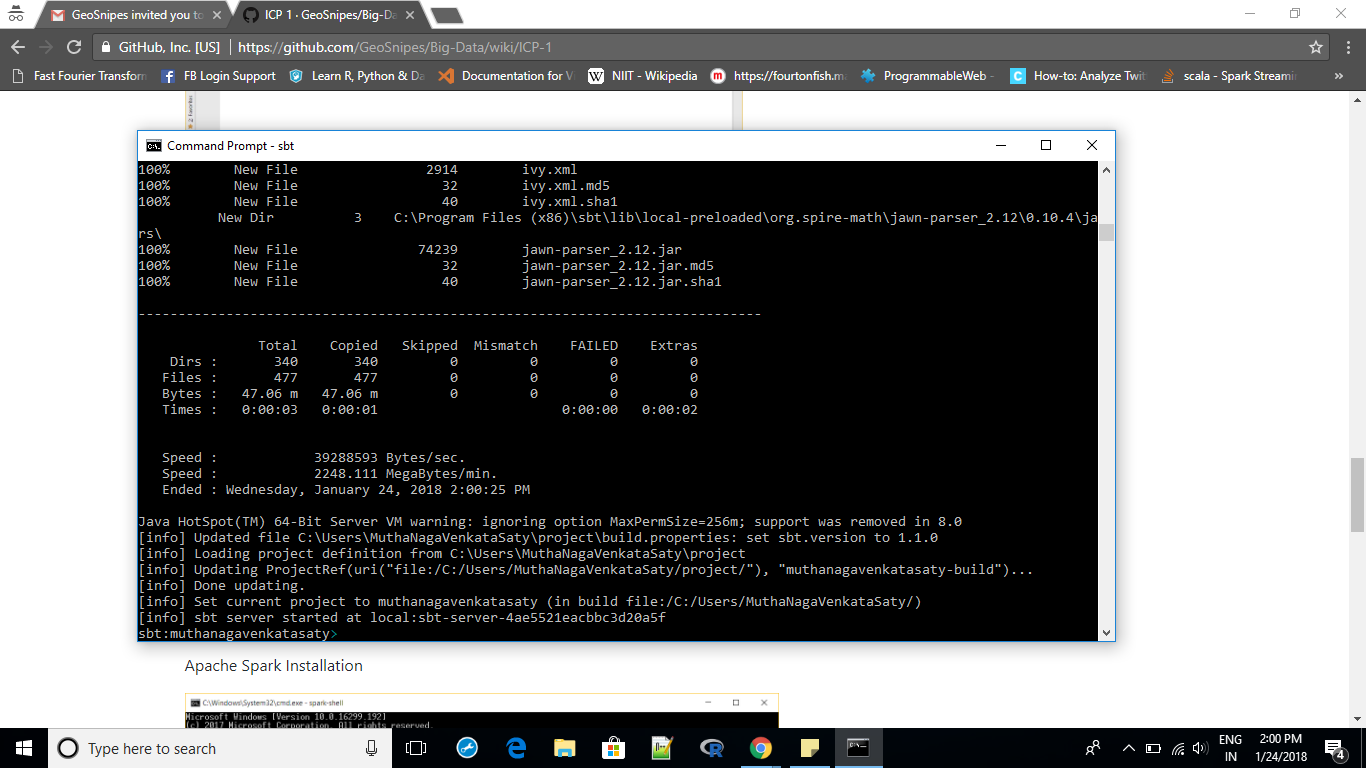 GeoSnipes invited you to
ICP 1 · GeoSnipes/Big-Da
GitHub, Inc. [US]
https://github.com/GeoSnipes/Big-Data/wiki/ICP-1
Fast Fourier Transform
FB Login Support
Learn R, Python & Da
Documentation for V
NIIT - Wikipedia
https://fourtonfish.m
ProgrammableWeb -
How-to: Analyze Twit
scala - Spark Streami
»
Command Prompt - sbt
100% New File 2914 ivy.xml
100% New File 32 ivy.xml.md5
100% New File 40 ivy.xml.sha1
New Dir 3 C:\Program Files (x86)\sbt\lib\local-preloaded\org.spire-math\jawn-parser_2.12\0.10.4\ja
rs\
100% New File 74239 jawn-parser_2.12.jar
100% New File 32 jawn-parser_2.12.jar.md5
100% New File 40 jawn-parser_2.12.jar.sha1
------------------------------------------------------------------------------
Total Copied Skipped Mismatch FAILED Extras
Dirs : 340 340 0 0 0 0
Files : 477 477 0 0 0 0
Bytes : 47.06 m 47.06 m 0 0 0 0
Times : 0:00:03 0:00:01 0:00:00 0:00:02
Speed : 39288593 Bytes/sec.
Speed : 2248.111 MegaBytes/min.
Ended : Wednesday, January 24, 2018 2:00:25 PM
Java HotSpot(TM) 64-Bit Server VM warning: ignoring option MaxPermSize=256m; support was removed in 8.0
[info] Updated file C:\Users\MuthaNagaVenkataSaty\project\build.properties: set sbt.version to 1.1.0
[info] Loading project definition from C:\Users\MuthaNagaVenkataSaty\project
[info] Updating ProjectRef(uri("file:/C:/Users/MuthaNagaVenkataSaty/project/"), "muthanagavenkatasaty-build")...
[info] Done updating.
[info] Set current project to muthanagavenkatasaty (in build file:/C:/Users/MuthaNagaVenkataSaty/)
[info] sbt server started at local:sbt-server-4ae5521eacbbc3d20a5f
sbt:muthanagavenkatasaty>
Apache Spark Installation
C:\Windows\System32\cmd.exe - spark-shell
Microsoft Windows [Version 10.0.16299.192]
(c) 2017 Microsoft Corporation. All rights reserved.
Type here to search
ENG
IN
2:00 PM
1/24/2018
4